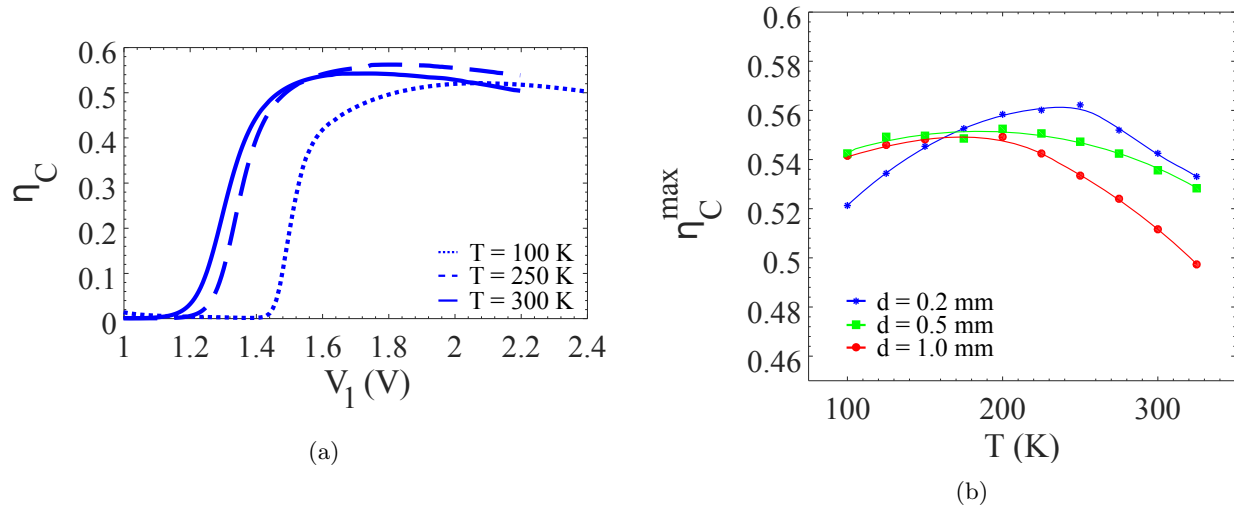 0.6
0.5
0.4
0.3
0.2
0.1
0
η_C
1 1.2 1.4 1.6 1.8 2 2.2 2.4
V_l (V)
T = 100 K
T = 250 K
T = 300 K
(a)
0.6
0.58
0.56
0.54
0.52
0.5
0.48
0.46
η_C^max
100 200 300
T (K)
d = 0.2 mm
d = 0.5 mm
d = 1.0 mm
(b)